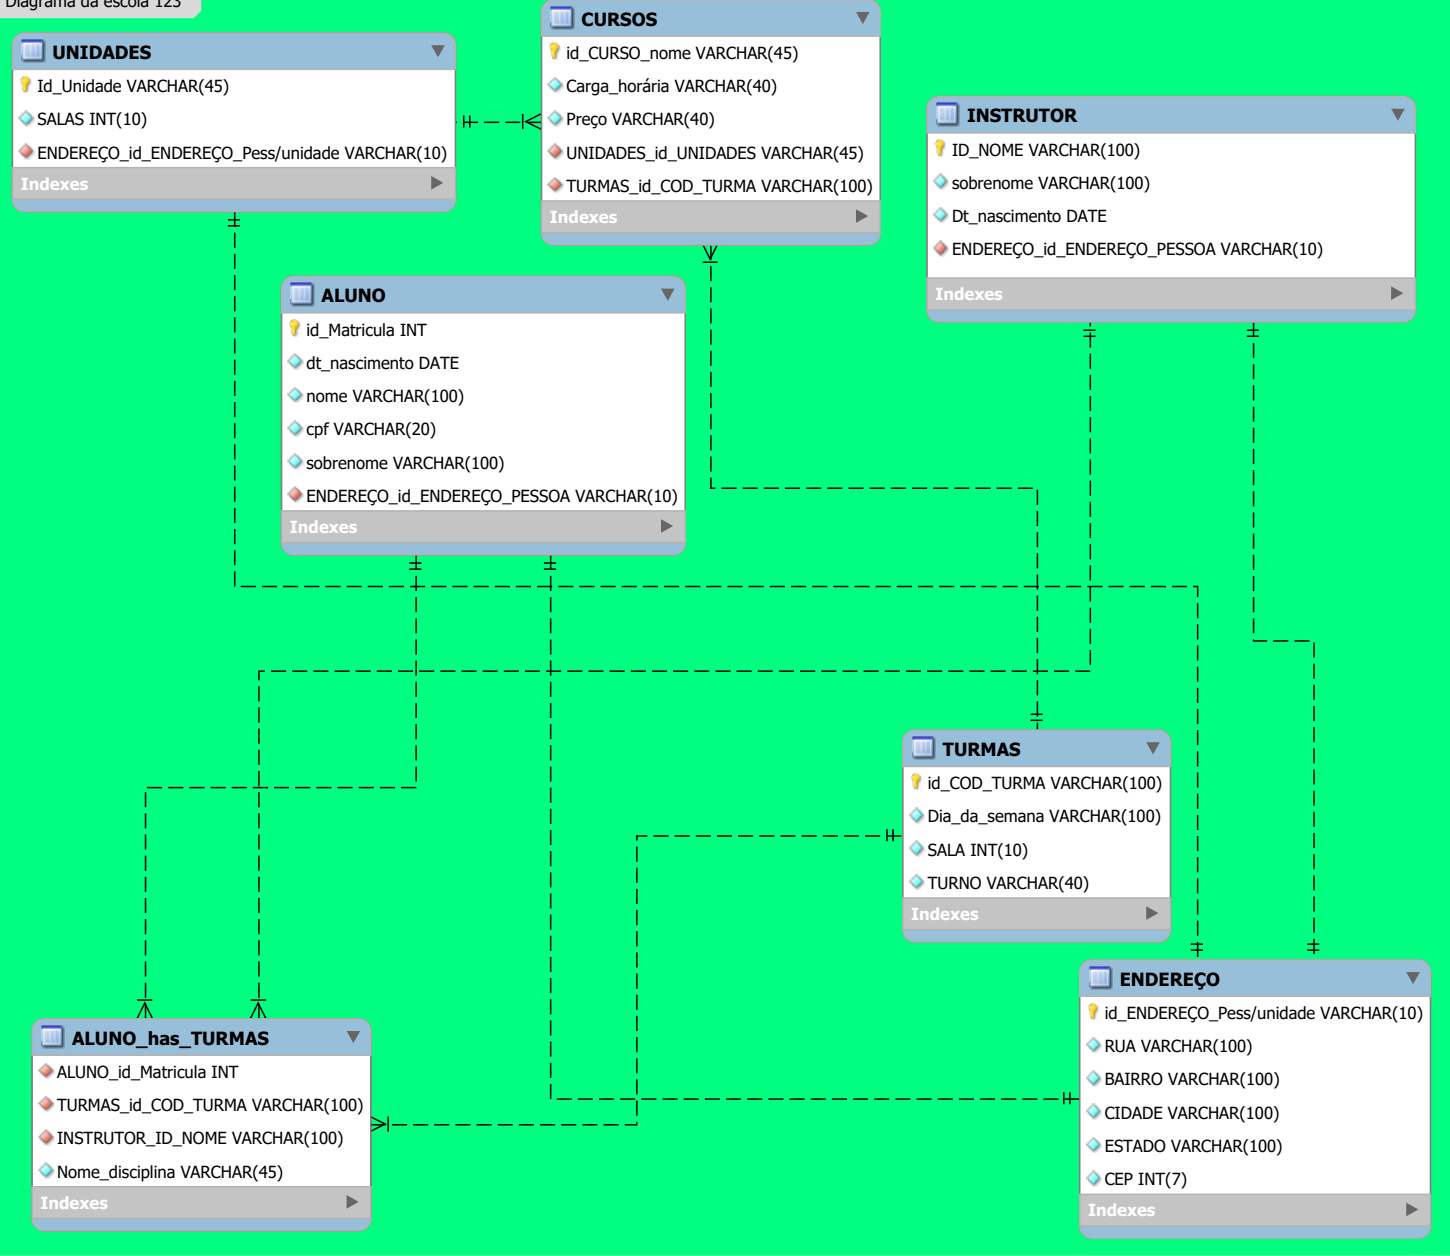 Diagrama da escola 123
UNIDADES
Id_Unidade VARCHAR(45)
SALAS INT(10)
ENDEREÇO_id_ENDEREÇO_Pess/unidade VARCHAR(10)
Indexes
CURSOS
id_CURSO_nome VARCHAR(45)
Carga_horária VARCHAR(40)
Preço VARCHAR(40)
UNIDADES_id_UNIDADES VARCHAR(45)
TURMAS_id_COD_TURMA VARCHAR(100)
Indexes
INSTRUTOR
ID_NOME VARCHAR(100)
sobrenome VARCHAR(100)
Dt_nascimento DATE
ENDEREÇO_id_ENDEREÇO_PESSOA VARCHAR(10)
Indexes
ALUNO
id_Matricula INT
dt_nascimento DATE
nome VARCHAR(100)
cpf VARCHAR(20)
sobrenome VARCHAR(100)
ENDEREÇO_id_ENDEREÇO_PESSOA VARCHAR(10)
Indexes
TURMAS
id_COD_TURMA VARCHAR(100)
Dia_da_semana VARCHAR(100)
SALA INT(10)
TURNO VARCHAR(40)
Indexes
ENDEREÇO
id_ENDEREÇO_Pess/unidade VARCHAR(10)
RUA VARCHAR(100)
BAIRRO VARCHAR(100)
CIDADE VARCHAR(100)
ESTADO VARCHAR(100)
CEP INT(7)
Indexes
ALUNO_has_TURMAS
ALUNO_id_Matricula INT
TURMAS_id_COD_TURMA VARCHAR(100)
INSTRUTOR_ID_NOME VARCHAR(100)
Nome_disciplina VARCHAR(45)
Indexes